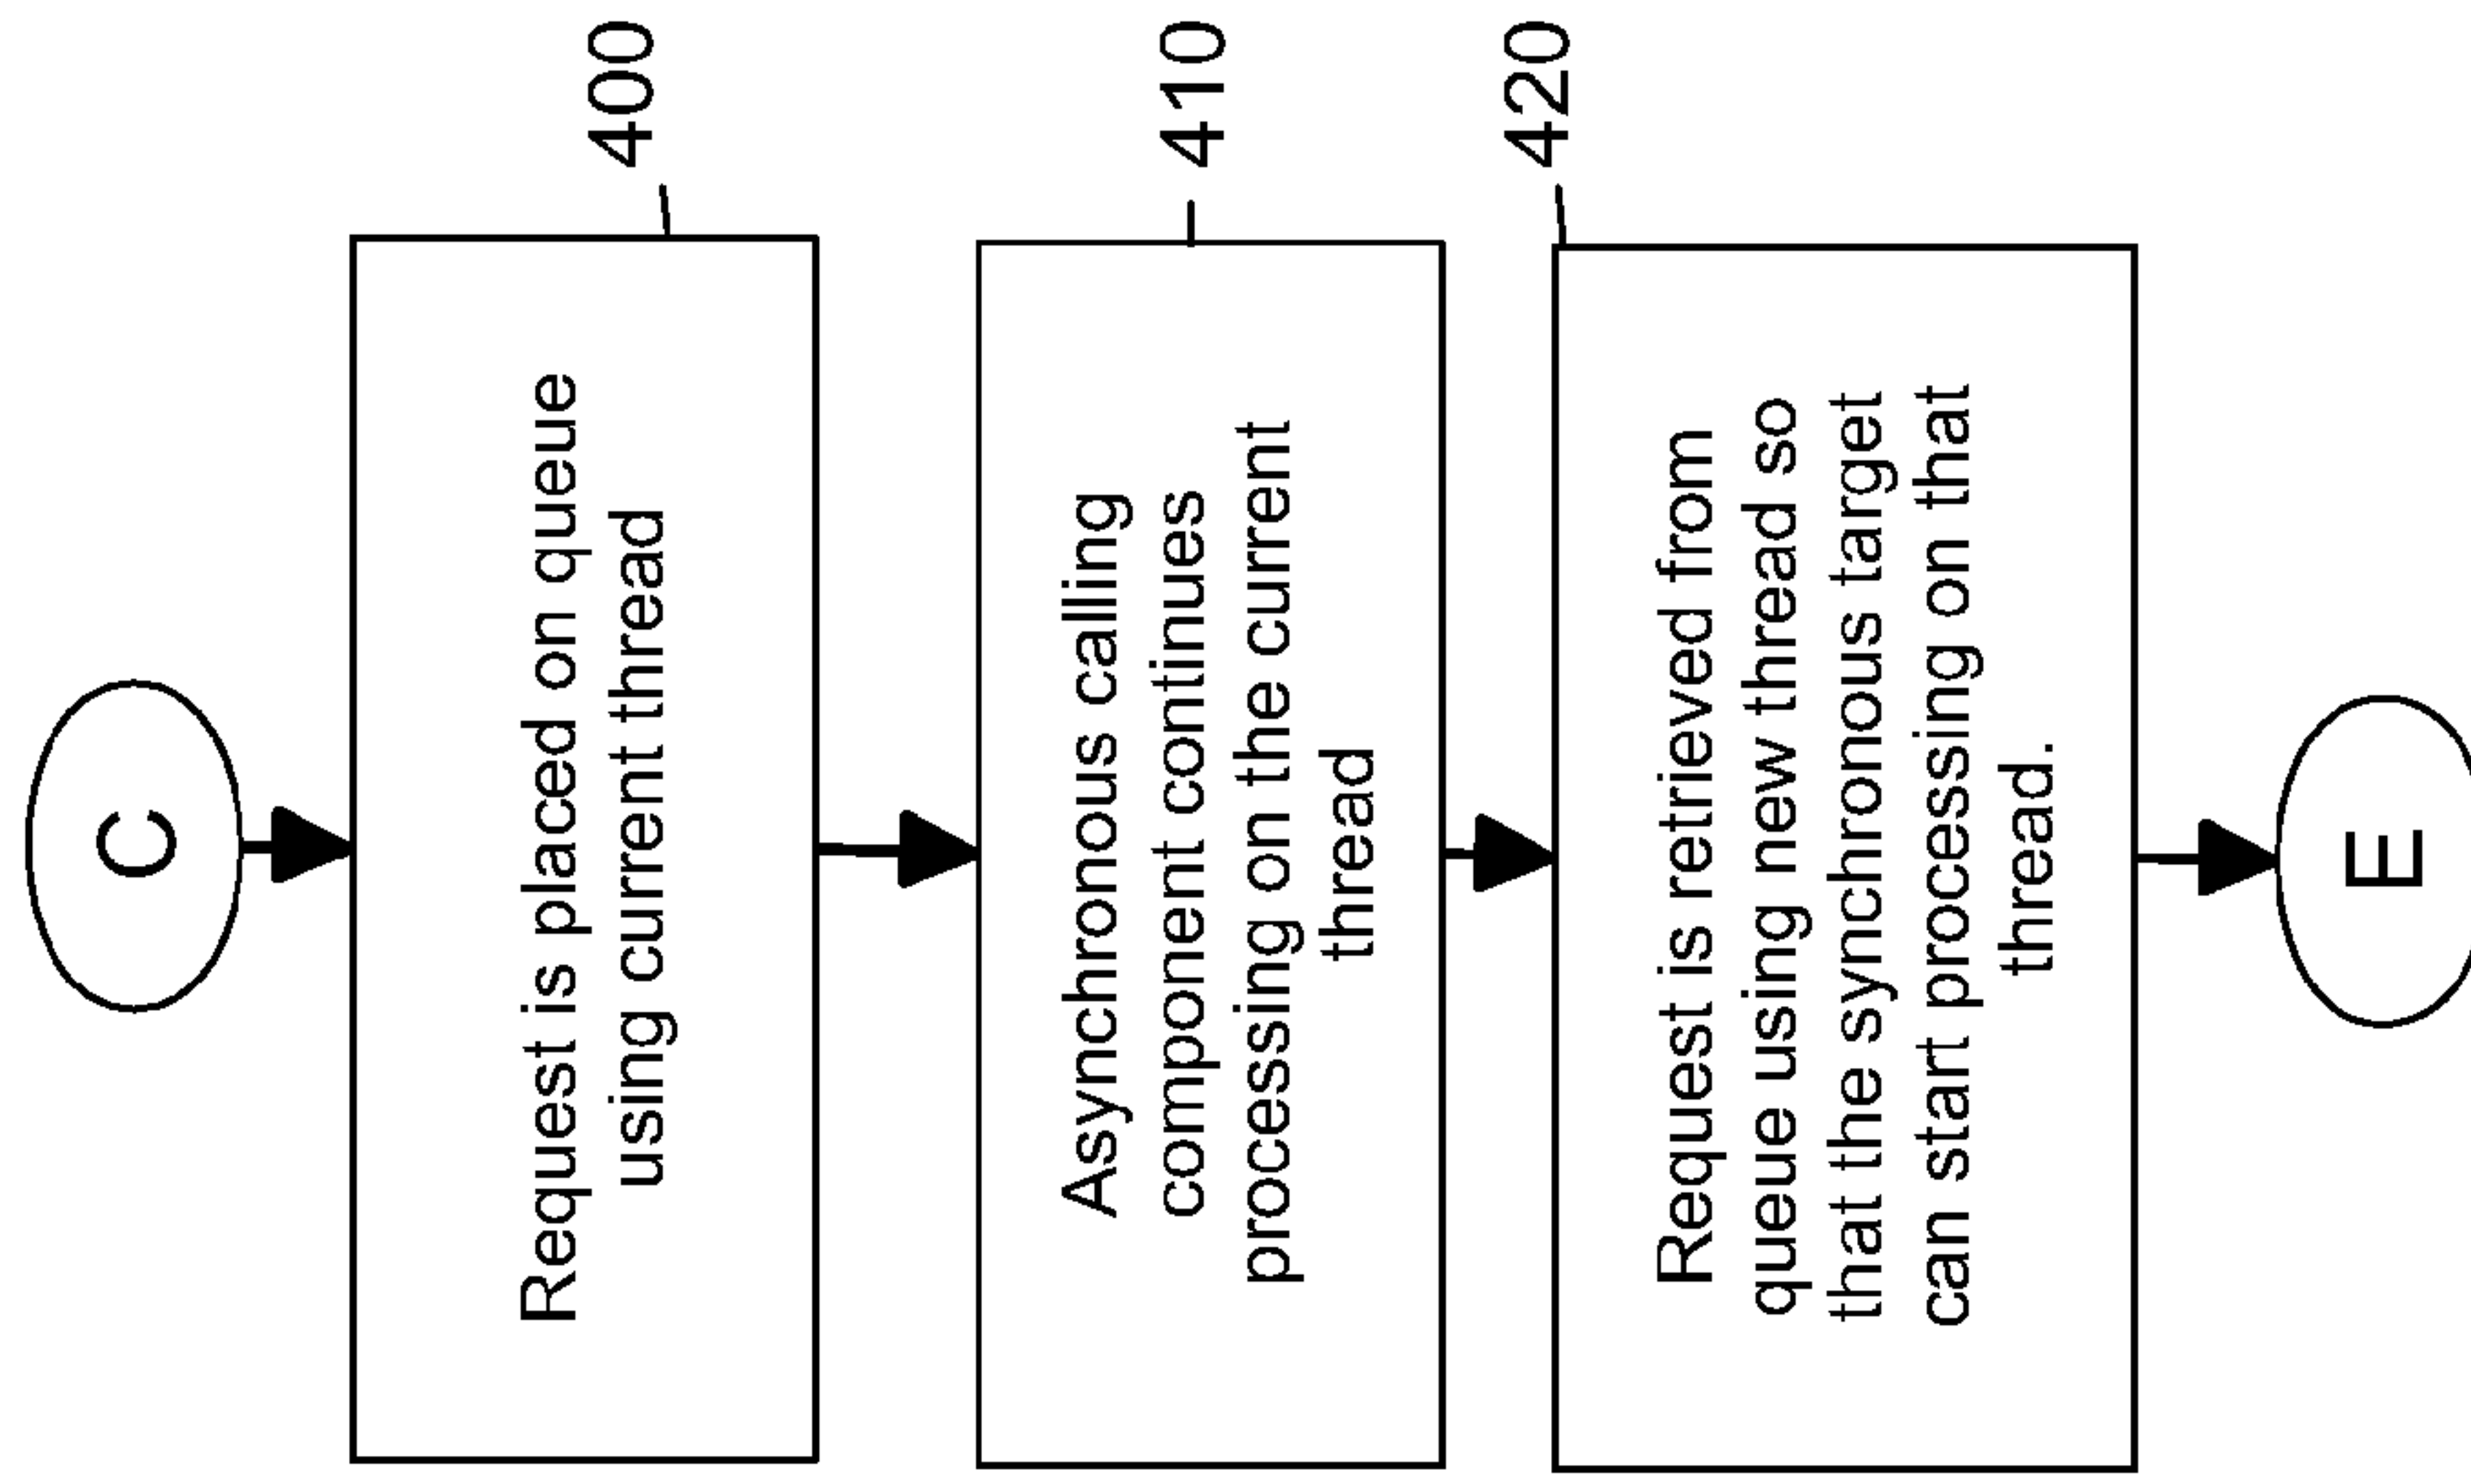 C
Request is placed on queue
using current thread
400
Asynchronous calling
component continues
processing on the current
thread
410
Request is retrieved from
queue using new thread so
that the synchronous target
can start processing on that
thread.
420
E